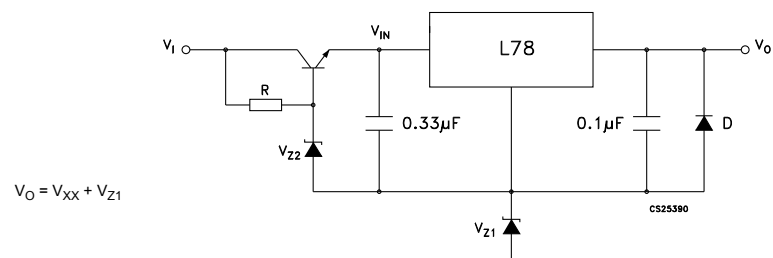 V_I
V_IN
L78
V_O
R
0.33µF
0.1µF
D
V_Z2
V_O = V_XX + V_Z1
CS25390
V_Z1